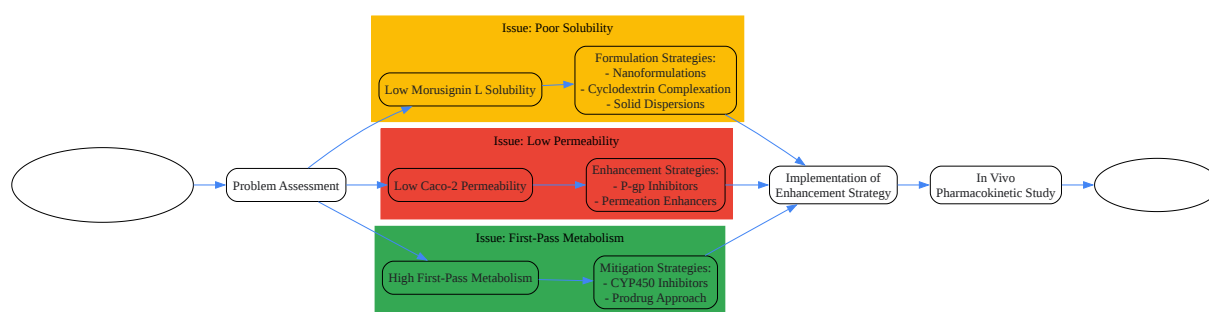 Problem Assessment
Issue: Poor Solubility
Low Morusignin L Solubility
Formulation Strategies:
- Nanoformulations
- Cyclodextrin Complexation
- Solid Dispersions
Issue: Low Permeability
Low Caco-2 Permeability
Enhancement Strategies:
- P-gp Inhibitors
- Permeation Enhancers
Issue: First-Pass Metabolism
High First-Pass Metabolism
Mitigation Strategies:
- CYP450 Inhibitors
- Prodrug Approach
Implementation of
Enhancement Strategy
In Vivo
Pharmacokinetic Study